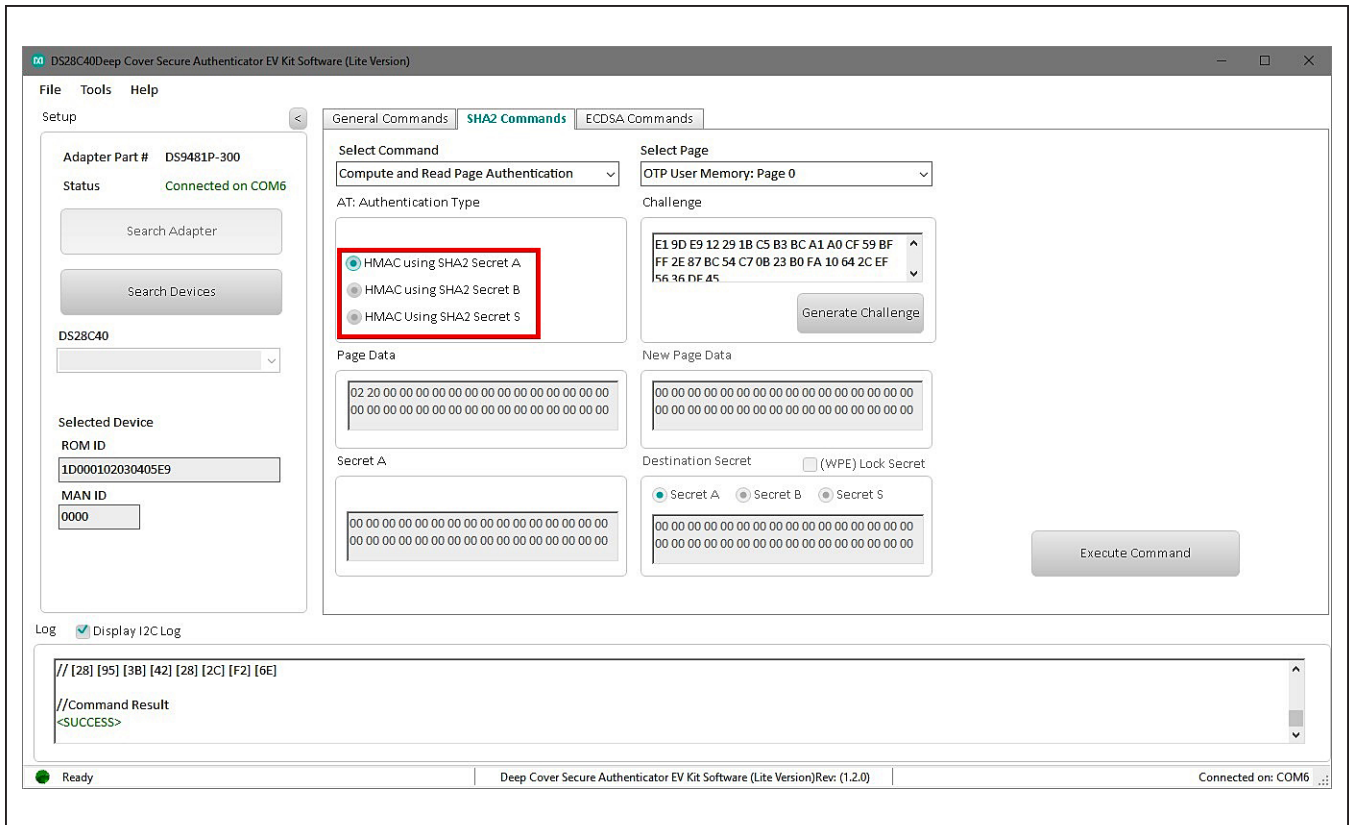 DS28C40Deep Cover Secure Authenticator EV Kit Software (Lite Version)
File Tools Help
Setup
<
Adapter Part # DS9481P-300
Status Connected on COM6
Search Adapter
Search Devices
DS28C40
Selected Device
ROM ID
1D000102030405E9
MAN ID
0000
General Commands SHA2 Commands ECDSA Commands
Select Command
Compute and Read Page Authentication
Select Page
OTP User Memory: Page 0
AT: Authentication Type
HMAC using SHA2 Secret A
HMAC using SHA2 Secret B
HMAC Using SHA2 Secret S
Challenge
E1 9D E9 12 29 1B C5 B3 BC A1 A0 CF 59 BF
FF 2E 87 BC 54 C7 0B 23 B0 FA 10 64 2C EF
56 36 DF 45
Generate Challenge
Page Data
02 20 00 00 00 00 00 00 00 00 00 00 00 00 00 00
00 00 00 00 00 00 00 00 00 00 00 00 00 00 00 00
New Page Data
00 00 00 00 00 00 00 00 00 00 00 00 00 00 00 00
00 00 00 00 00 00 00 00 00 00 00 00 00 00 00 00
Secret A
00 00 00 00 00 00 00 00 00 00 00 00 00 00 00 00
00 00 00 00 00 00 00 00 00 00 00 00 00 00 00 00
Destination Secret (WPE) Lock Secret
Secret A Secret B Secret S
00 00 00 00 00 00 00 00 00 00 00 00 00 00 00 00
00 00 00 00 00 00 00 00 00 00 00 00 00 00 00 00
Execute Command
Log Display I2C Log
// [28] [95] [3B] [42] [28] [2C] [F2] [6E]
//Command Result
<SUCCESS>
Ready Deep Cover Secure Authenticator EV Kit Software (Lite Version)Rev: (1.2.0) Connected on: COM6